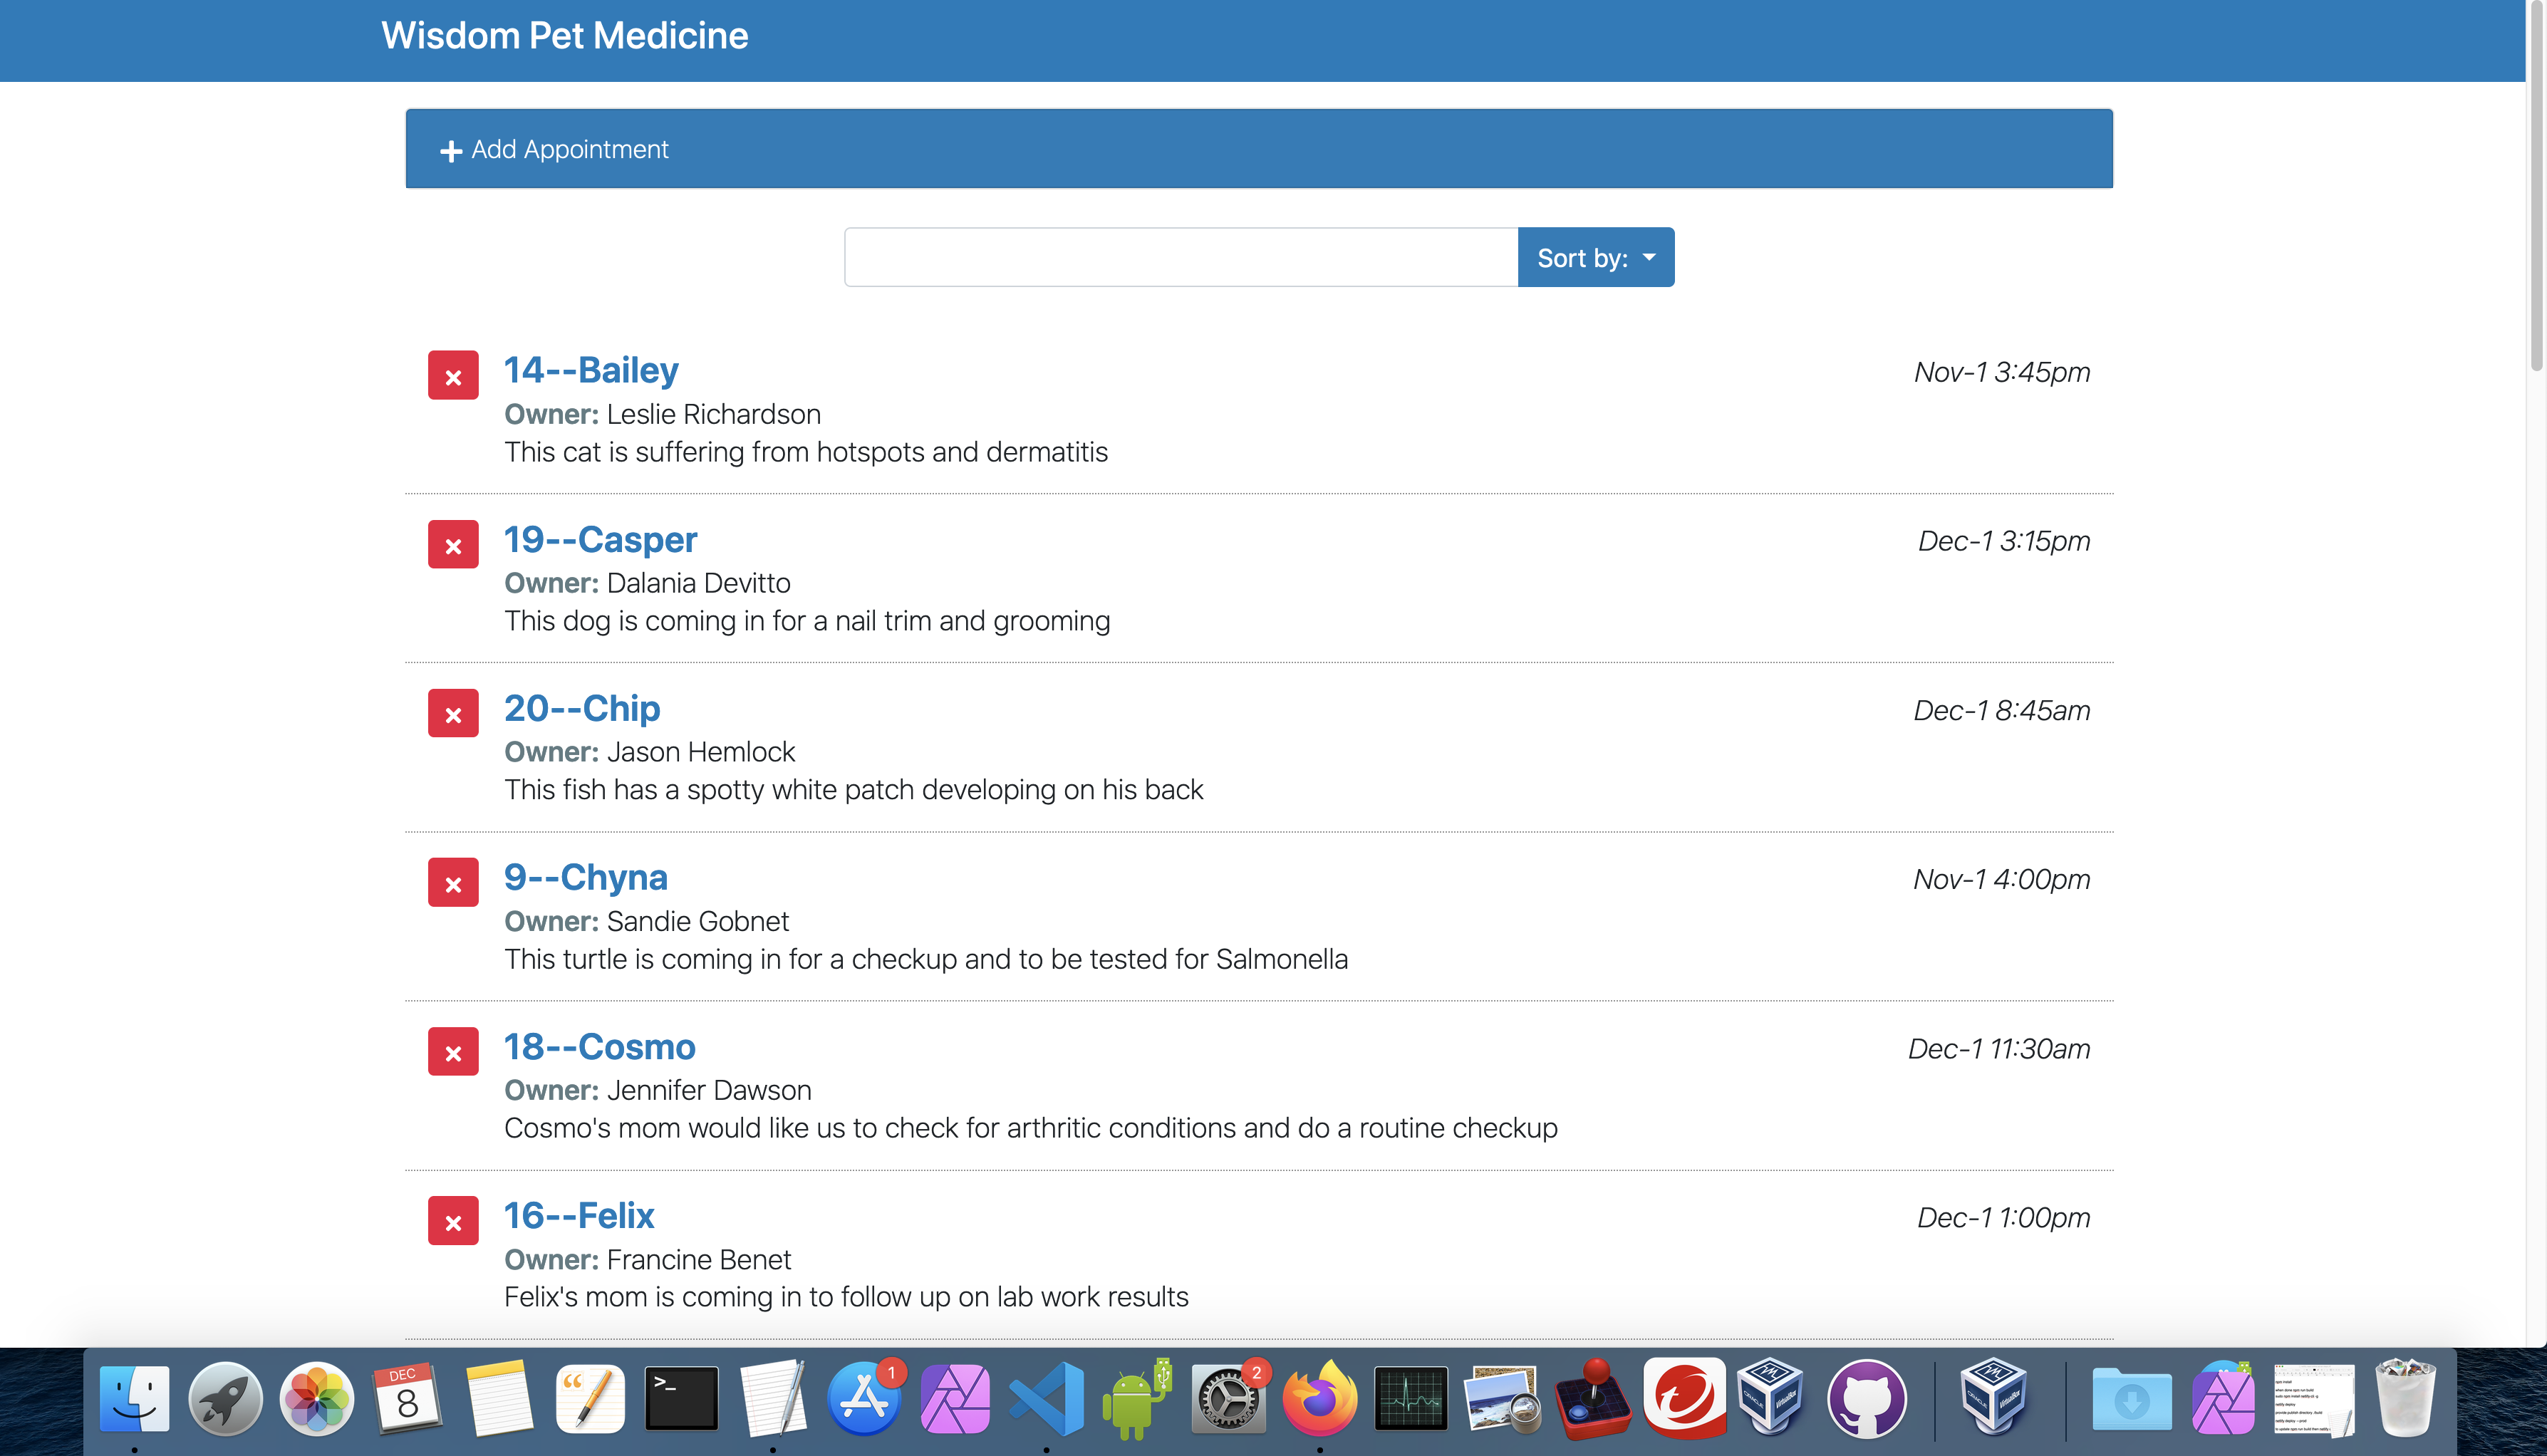 Wisdom Pet Medicine
Add Appointment
Sort by:
14--Bailey
Nov-1 3:45pm
Owner: Leslie Richardson
This cat is suffering from hotspots and dermatitis
19--Casper
Dec-1 3:15pm
Owner: Dalania Devitto
This dog is coming in for a nail trim and grooming
20--Chip
Dec-1 8:45am
Owner: Jason Hemlock
This fish has a spotty white patch developing on his back
9--Chyna
Nov-1 4:00pm
Owner: Sandie Gobnet
This turtle is coming in for a checkup and to be tested for Salmonella
18--Cosmo
Dec-1 11:30am
Owner: Jennifer Dawson
Cosmo's mom would like us to check for arthritic conditions and do a routine checkup
16--Felix
Dec-1 1:00pm
Owner: Francine Benet
Felix's mom is coming in to follow up on lab work results
DEC
8
>_
1
2